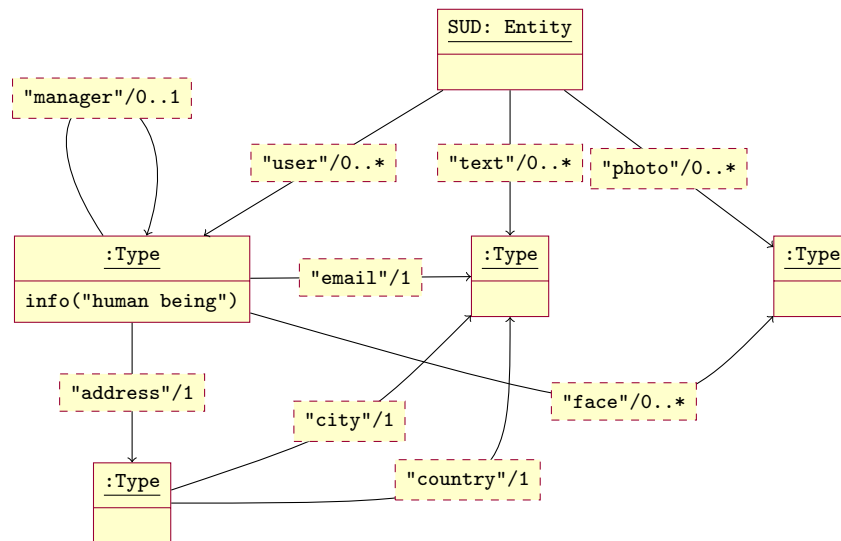 SUD: Entity
"manager"/0..1
"user"/0..*
"text"/0..*
"photo"/0..*
:Type
info("human being")
"email"/1
:Type
:Type
"address"/1
"city"/1
"face"/0..*
:Type
"country"/1